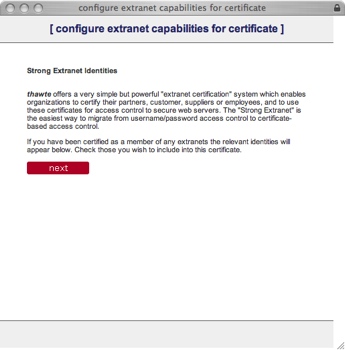 configure extranet capabilities for certificate
[ configure extranet capabilities for certificate ]
Strong Extranet Identities
thawte offers a very simple but powerful "extranet certification" system which enables
organizations to certify their partners, customer, suppliers or employees, and to use
these certificates for access control to secure web servers. The "Strong Extranet" is
the easiest way to migrate from username/password access control to certificate-
based access control.
If you have been certified as a member of any extranets the relevant identities will
appear below. Check those you wish to include into this certificate.
next